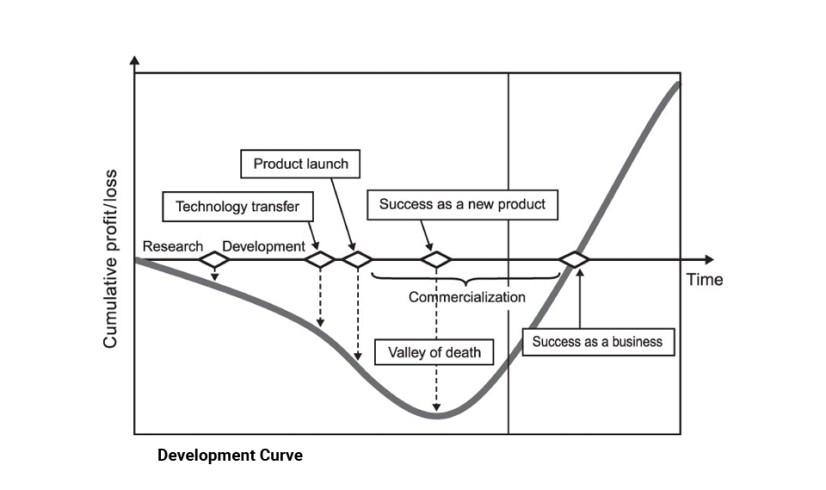 Product launch
Technology transfer
Success as a new product
Research
Development
Cumulative profit/loss
Time
Commercialization
Valley of death
Success as a business
Development Curve